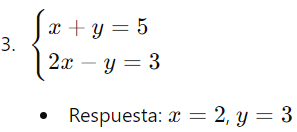 3. { x + y = 5
2x – y = 3
• Respuesta: x = 2, y = 3